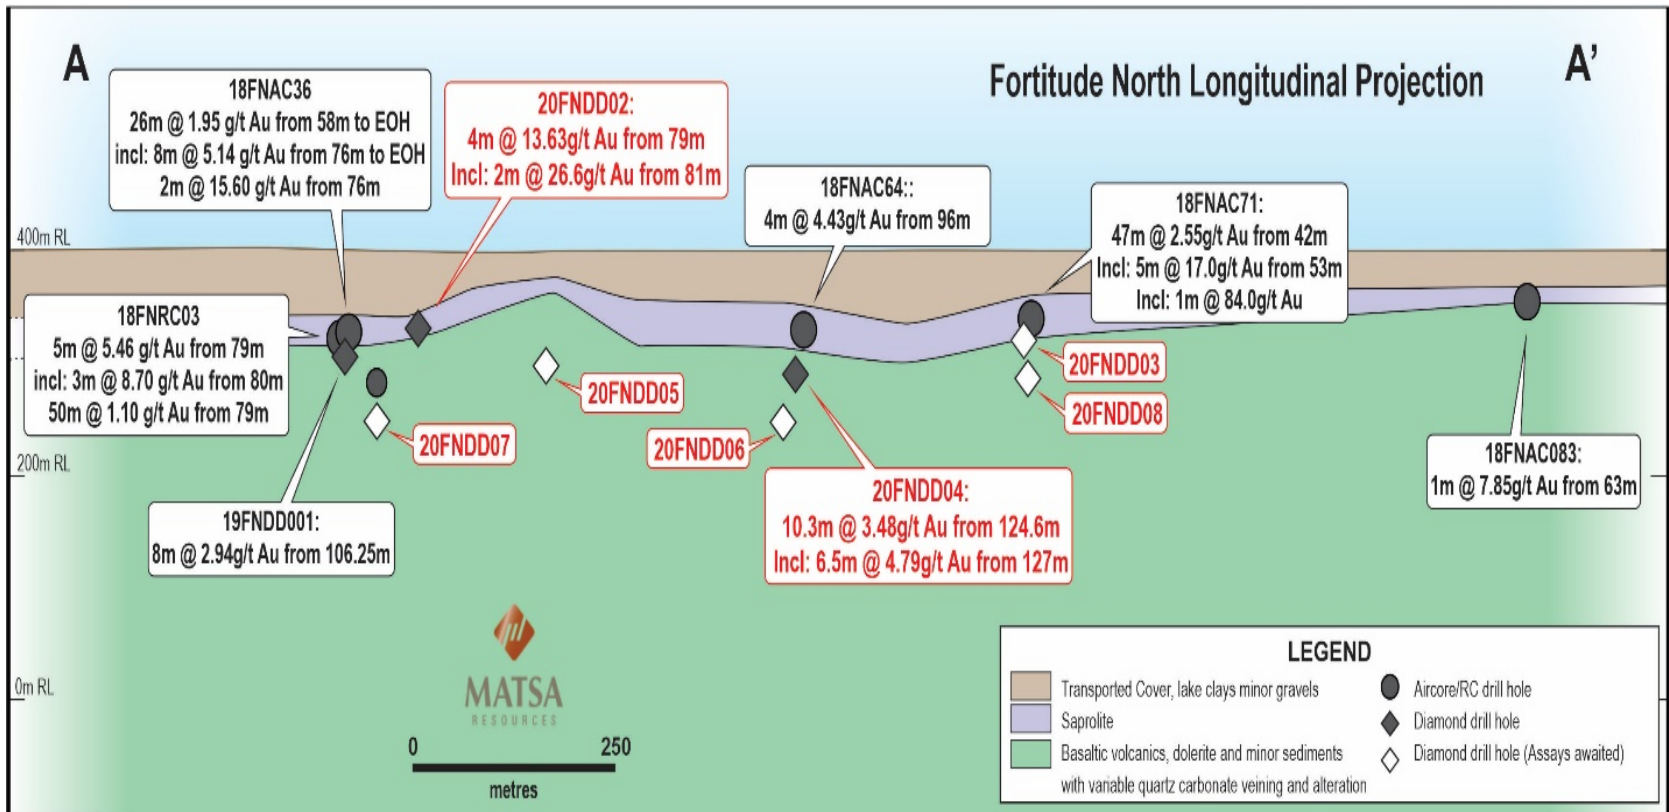 A
Fortitude North Longitudinal Projection
A’
18FNAC36
26m @ 1.95 g/t Au from 58m to EOH
incl: 8m @ 5.14 g/t Au from 76m to EOH
2m @ 15.60 g/t Au from 76m
20FNDD02:
4m @ 13.63g/t Au from 79m
Incl: 2m @ 26.6g/t Au from 81m
18FNAC64::
4m @ 4.43g/t Au from 96m
18FNAC71:
47m @ 2.55g/t Au from 42m
Incl: 5m @ 17.0g/t Au from 53m
Incl: 1m @ 84.0g/t Au
400m RL
18FNRC03
5m @ 5.46 g/t Au from 79m
incl: 3m @ 8.70 g/t Au from 80m
50m @ 1.10 g/t Au from 79m
20FNDD05
20FNDD03
20FNDD08
20FNDD07
20FNDD06
200m RL
18FNAC083:
1m @ 7.85g/t Au from 63m
19FNDD001:
8m @ 2.94g/t Au from 106.25m
20FNDD04:
10.3m @ 3.48g/t Au from 124.6m
Incl: 6.5m @ 4.79g/t Au from 127m
0m RL
MATSA
RESOURCES
0 250
metres
LEGEND
Transported Cover, lake clays minor gravels
Saprolite
Basaltic volcanics, dolerite and minor sediments
with variable quartz carbonate veining and alteration
Aircore/RC drill hole
Diamond drill hole
Diamond drill hole (Assays awaited)